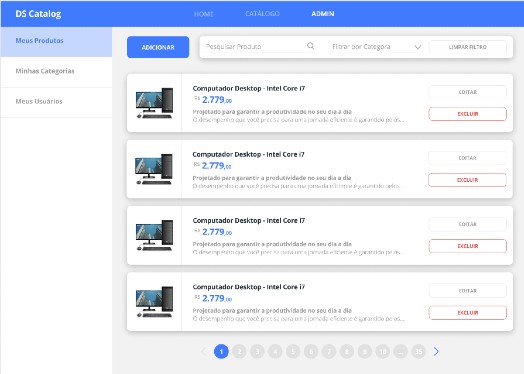 DS Catalog
HOME
CATÁLOGO
ADMIN
Meus Produtos
Minhas Categorias
Meus Usuários
ADICIONAR
Pesquisar Produto
Filtrar por Categora
LIMPAR FILTRO
Computador Desktop - Intel Core i7
R$ 2.779,00
Projetado para garantir a produtividade no seu dia a dia
O desempenho que você precisa para uma jornada eficiente é garantido pelos...
EDITAR
EXCLUIR
Computador Desktop - Intel Core i7
R$ 2.779,00
Projetado para garantir a produtividade no seu dia a dia
O desempenho que você precisa para uma jornada eficiente é garantido pelos...
EDITAR
EXCLUIR
Computador Desktop - Intel Core i7
R$ 2.779,00
Projetado para garantir a produtividade no seu dia a dia
O desempenho que você precisa para uma jornada eficiente é garantido pelos...
EDITAR
EXCLUIR
Computador Desktop - Intel Core i7
R$ 2.779,00
Projetado para garantir a produtividade no seu dia a dia
O desempenho que você precisa para uma jornada eficiente é garantido pelos...
EDITAR
EXCLUIR
1 2 3 4 5 6 7 8 9 10 ...